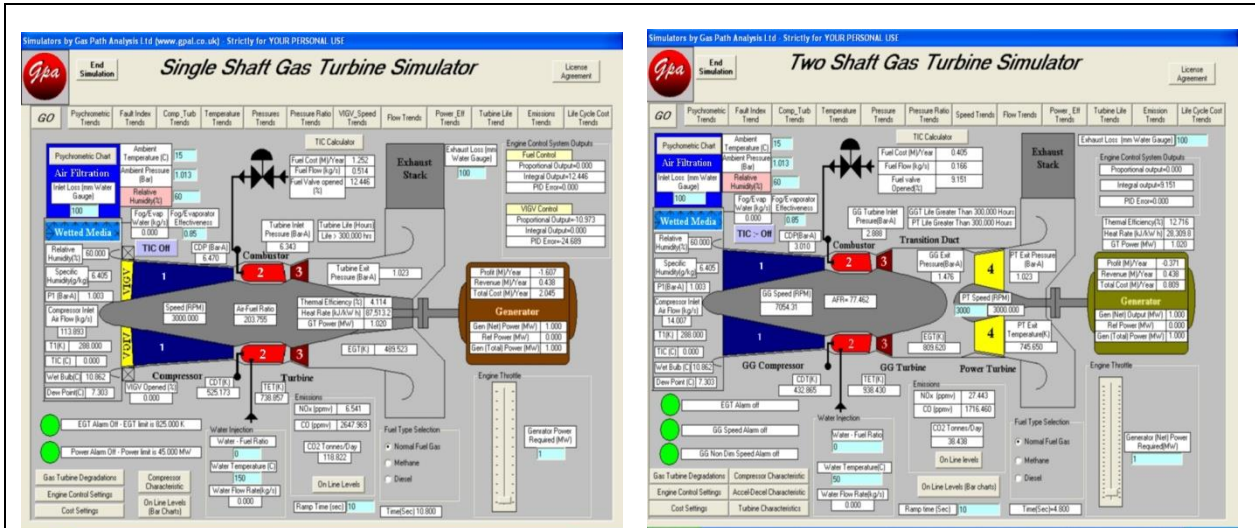 Simulators by Gas Path Analysis Ltd (www.gpal.co.uk) - Strictly for YOUR PERSONAL USE
Gpa
End Simulation
Single Shaft Gas Turbine Simulator
License Agreement
GO
Psychrometric Trends
Fault Index Trends
Comp_Turb Trends
Temperature Trends
Pressures Trends
Pressure Ratio Trends
VIGV_Speed Trends
Flow Trends
Power_Eff Trends
Turbine Life Trend
Emissions Trends
Life Cycle Cost Trends
Psychrometric Chart
Air Filtration
Inlet Loss (mm Water Gauge)
100
Ambient Temperature (C) 15
Ambient Pressure (Bar) 1.013
Relative Humidity(%) 60
Fog/Evap Water (kg/s) 0.000
Fog/Evaporator Effectiveness 0.85
TIC Calculator
Fuel Cost (M)/Year 1.252
Fuel Flow (kg/s) 0.514
Fuel Valve opened (%) 12.446
Exhaust Stack
Exhaust Loss (mm Water Gauge)
100
Engine Control System Outputs
Fuel Control
Proportional Output=0.000
Integral Output=12.446
PID Error=0.000
VIGV Control
Proportional Output=-10.973
Integral Output=0.000
PID Error=-24.689
Wetted Media
TIC Off
CDP (Bar-A) 6.470
Turbine Inlet Pressure (Bar-A) 6.343
Turbine Life (Hours)
Life > 300,000 hrs
Combustor
Relative Humidity(%) 60.000
Specific Humidity(g/kg) 6.405
P1 (Bar-A) 1.003
Compressor Inlet Air Flow (kg/s)
113.893
T1(K) 288.000
TIC (C) 0.000
Wet Bulb(C) 10.862
Dew Point(C) 7.303
VIGV
VIGV
1
2
3
1
2
3
Turbine Exit Pressure (Bar-A) 1.023
Speed (RPM)
3000.000
Air-Fuel Ratio
203.755
Thermal Efficiency (%) 4.114
Heat Rate (kJ/kW h) 87,513.2
GT Power (MW) 1.020
Profit (M)/Year -1.607
Revenue (M)/Year 0.438
Total Cost (M)/Year 2.045
Generator
Gen (Net) Power (MW) 1.000
Ref Power (MW) 0.000
Gen (Total) Power (MW) 1.000
EGT(K) 489.523
Compressor
Turbine
VIGV Opened (%)
0.000
CDT(K)
525.173
TET(K)
738.857
EGT Alarm Off - EGT limit is 825.000 K
Power Alarm Off - Power limit is 45.000 MW
Emissions
NOx (ppmv) 6.541
CO (ppmv) 2647.969
CO2 Tonnes/Day
118.822
On Line Levels
Water Injection
Water - Fuel Ratio
0
Water Temperature (C)
150
Water Flow Rate(kg/s)
0.000
Fuel Type Selection
Normal Fuel Gas
Methane
Diesel
Engine Throttle
Genrator Power Required (MW)
1
Gas Turbine Degradations
Engine Control Settings
Cost Settings
Compressor Characteristic
On Line Levels (Bar Charts)
Ramp Time (sec) 10
Time(Sec) 10.800
Simulators by Gas Path Analysis Ltd (www.gpal.co.uk) - Strictly for YOUR PERSONAL USE
Gpa
End Simulation
Two Shaft Gas Turbine Simulator
License Agreement
GO
Psychrometric Trends
Fault Index Trends
Comp_Turb Trends
Temperature Trends
Pressure Trends
Pressure Ratio Trends
Speed Trends
Flow Trends
Power_Eff Trends
Turbine Life Trends
Emission Trends
Life Cycle Cost Trends
Psychrometric Chart
Air Filtration
Inlet Loss (mm Water Gauge)
100
Ambient Temperature (C) 15
Ambient Pressure (Bar) 1.013
Relative Humidity(%) 60
Fog/Evap Water (kg/s) 0.000
Fog/Evaporator Effectiveness 0.85
TIC Calculator
Fuel Cost (M)/Year 0.405
Fuel Flow(kg/s) 0.166
Fuel valve Opened(%) 9.151
Exhaust Stack
Exhaust Loss (mm Water Gauge) 100
Engine Control System Outputs
Proportional output=0.000
Integral output=9.151
PID Error=0.000
Thermal Efficiency(%) 12.716
Heat Rate (kJ/kW h) 28,309.8
GT Power (MW) 1.020
Wetted Media
TIC :- Off
CDP(Bar-A)
3.010
GG Turbine Inlet Pressure(Bar-A)
2.888
GGT Life Greater Than 300,000 Hours
PT Life Greater Than 300,000 Hours
Combustor
Transition Duct
Relative Humidity(%) 60.000
Specific Humidity(g/kg) 6.405
P1(Bar-A) 1.003
Compressor Inlet Air Flow (kg/s)
14.007
T1(K) 288.000
TIC (C) 0.000
Wet Bulb (C) 10.862
Dew Point (C) 7.303
1
2
3
4
1
2
3
4
GG Exit Pressure(Bar-A)
1.476
PT Exit Pressure (Bar-A)
1.023
GG Speed (RPM)
7054.31
AFR= 77.462
PT Speed (RPM)
3000 3000.000
Profit (M)/Year -0.371
Revenue (M)/Year 0.438
Total Cost (M)/Year 0.809
Generator
Gen (Net) Output (MW) 1.000
Ref Power (MW) 0.000
Gen (Total) Power (MW) 1.000
EGT(K)
809.620
PT Exit Temperature(K)
745.650
GG Compressor
GG Turbine
Power Turbine
CDT(K)
432.865
TET(K)
938.430
EGT Alarm off
GG Speed Alarm off
GG Non Dim Speed Alarm off
Emissions
NOx (ppmv) 27.443
CO (ppmv) 1716.460
CO2 Tonnes/Day
38.438
On Line levels
On Line Levels (Bar charts)
Water Injection
Water - Fuel Ratio
0
Water Temperature(C)
50
Water Flow Rate(kg/s)
0.000
Fuel Type Selection
Normal Fuel Gas
Methane
Diesel
Engine Throttle
Generator (Net) Power Required(MW)
1
Gas Turbine Degradations
Engine Control Settings
Cost Settings
Compressor Characteristic
Accel-Decel Characteristic
Turbine Characteristics
Ramp time (sec) 10
Time(Sec)=4.800